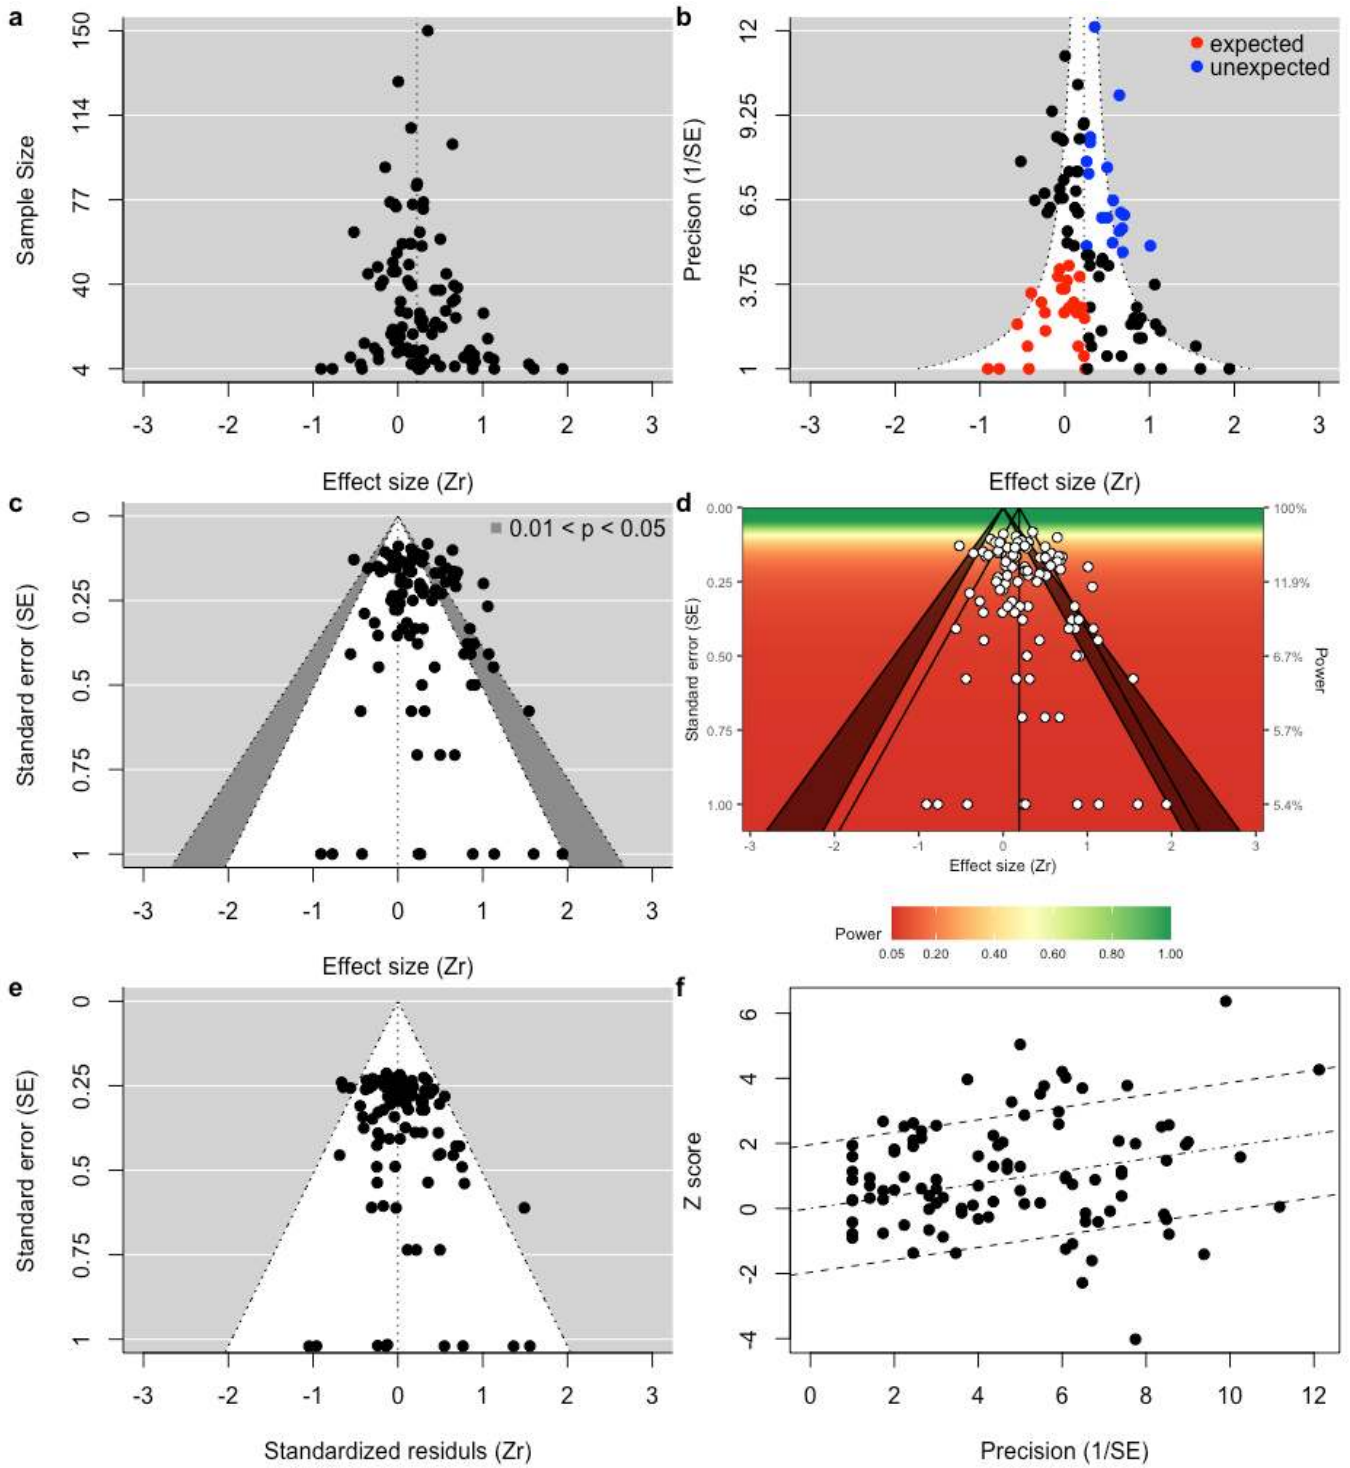 a
150
114
77
40
4
Sample Size
-3 -2 -1 0 1 2 3
Effect size (Zr)
b
12
9.25
6.5
3.75
1
Precison (1/SE)
expected
unexpected
-3 -2 -1 0 1 2 3
Effect size (Zr)
c
0
0.25
0.5
0.75
1
Standard error (SE)
0.01 < p < 0.05
-3 -2 -1 0 1 2 3
Effect size (Zr)
d
0.00
0.25
0.50
0.75
1.00
Standard error (SE)
100%
11.9%
6.7%
5.7%
5.4%
Power
-3 -2 -1 0 1 2 3
Effect size (Zr)
Power
0.05 0.20 0.40 0.60 0.80 1.00
e
0
0.25
0.5
0.75
1
Standard error (SE)
-3 -2 -1 0 1 2 3
Standardized residuls (Zr)
f
6
4
2
0
-2
-4
Z score
0 2 4 6 8 10 12
Precision (1/SE)